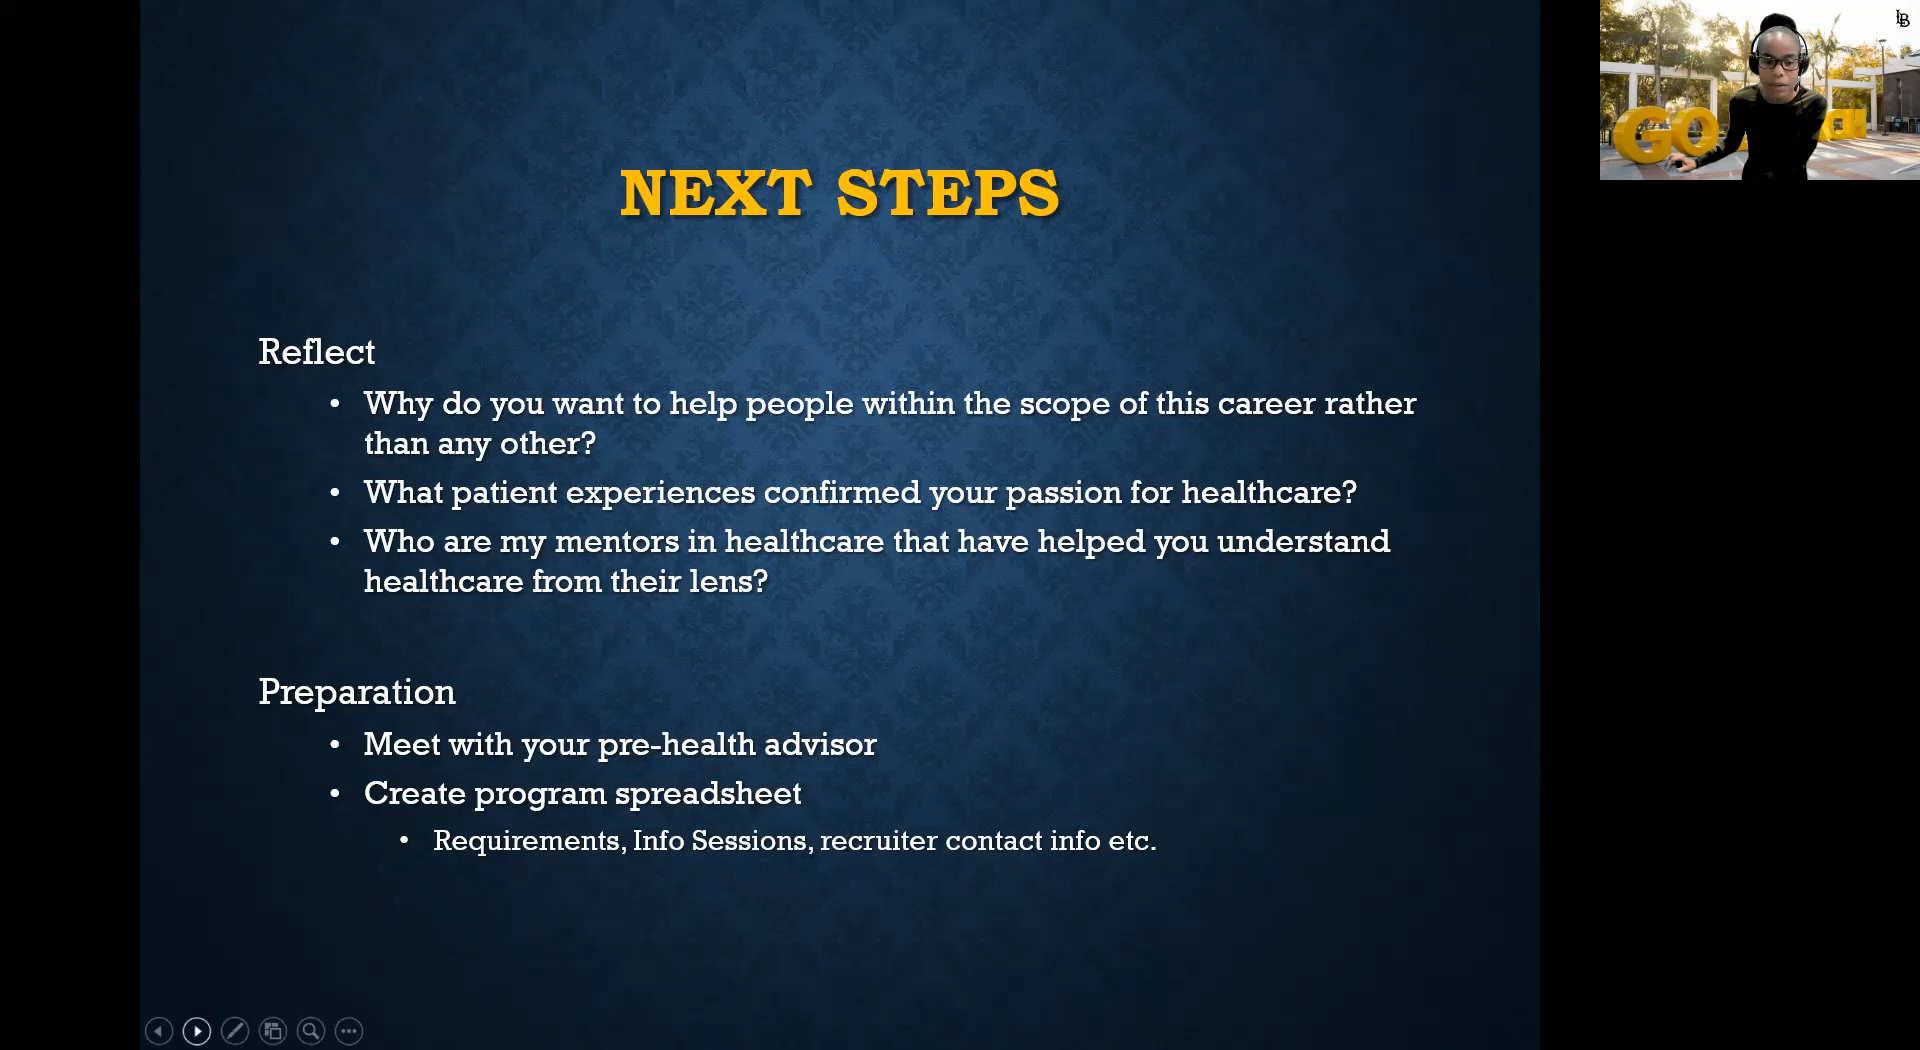 NEXT STEPS
Reflect
• Why do you want to help people within the scope of this career rather
than any other?
• What patient experiences confirmed your passion for healthcare?
• Who are my mentors in healthcare that have helped you understand
healthcare from their lens?
Preparation
• Meet with your pre-health advisor
• Create program spreadsheet
• Requirements, Info Sessions, recruiter contact info etc.
GO
LB